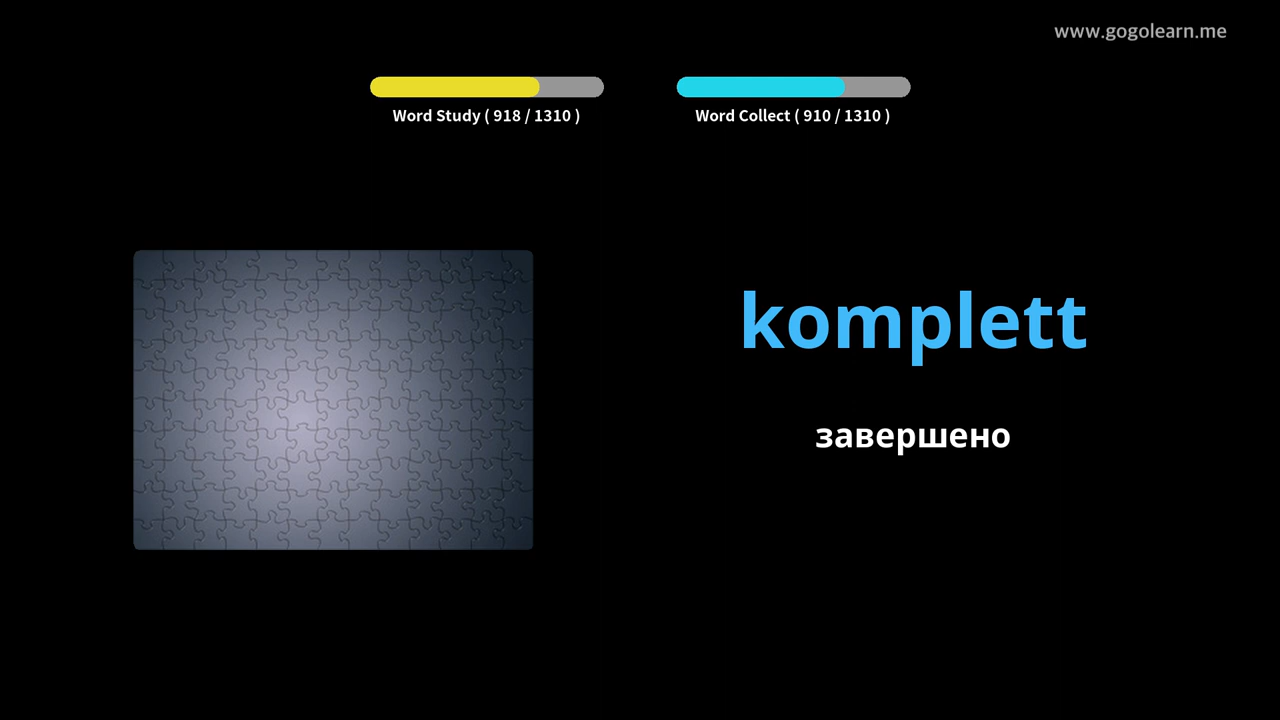 www.gogolearn.me
Word Study ( 918 / 1310 )
Word Collect ( 910 / 1310 )
komplett
завершено